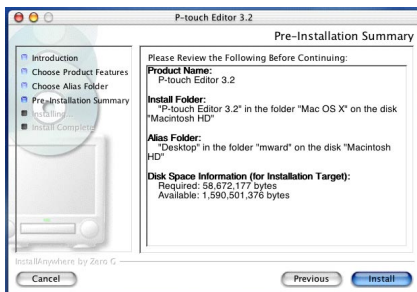 P-touch Editor 3.2
Pre-Installation Summary
Introduction
Choose Product Features
Choose Alias Folder
Pre-Installation Summary
Installing...
Install Complete
Please Review the Following Before Continuing:
Product Name:
P-touch Editor 3.2
Install Folder:
"P-touch Editor 3.2" in the folder "Mac OS X" on the disk
"Macintosh HD"
Alias Folder:
"Desktop" in the folder "mward" on the disk "Macintosh
HD"
Disk Space Information (for Installation Target):
Required: 58,672,177 bytes
Available: 1,590,501,376 bytes
InstallAnywhere by Zero G
Cancel
Previous
Install